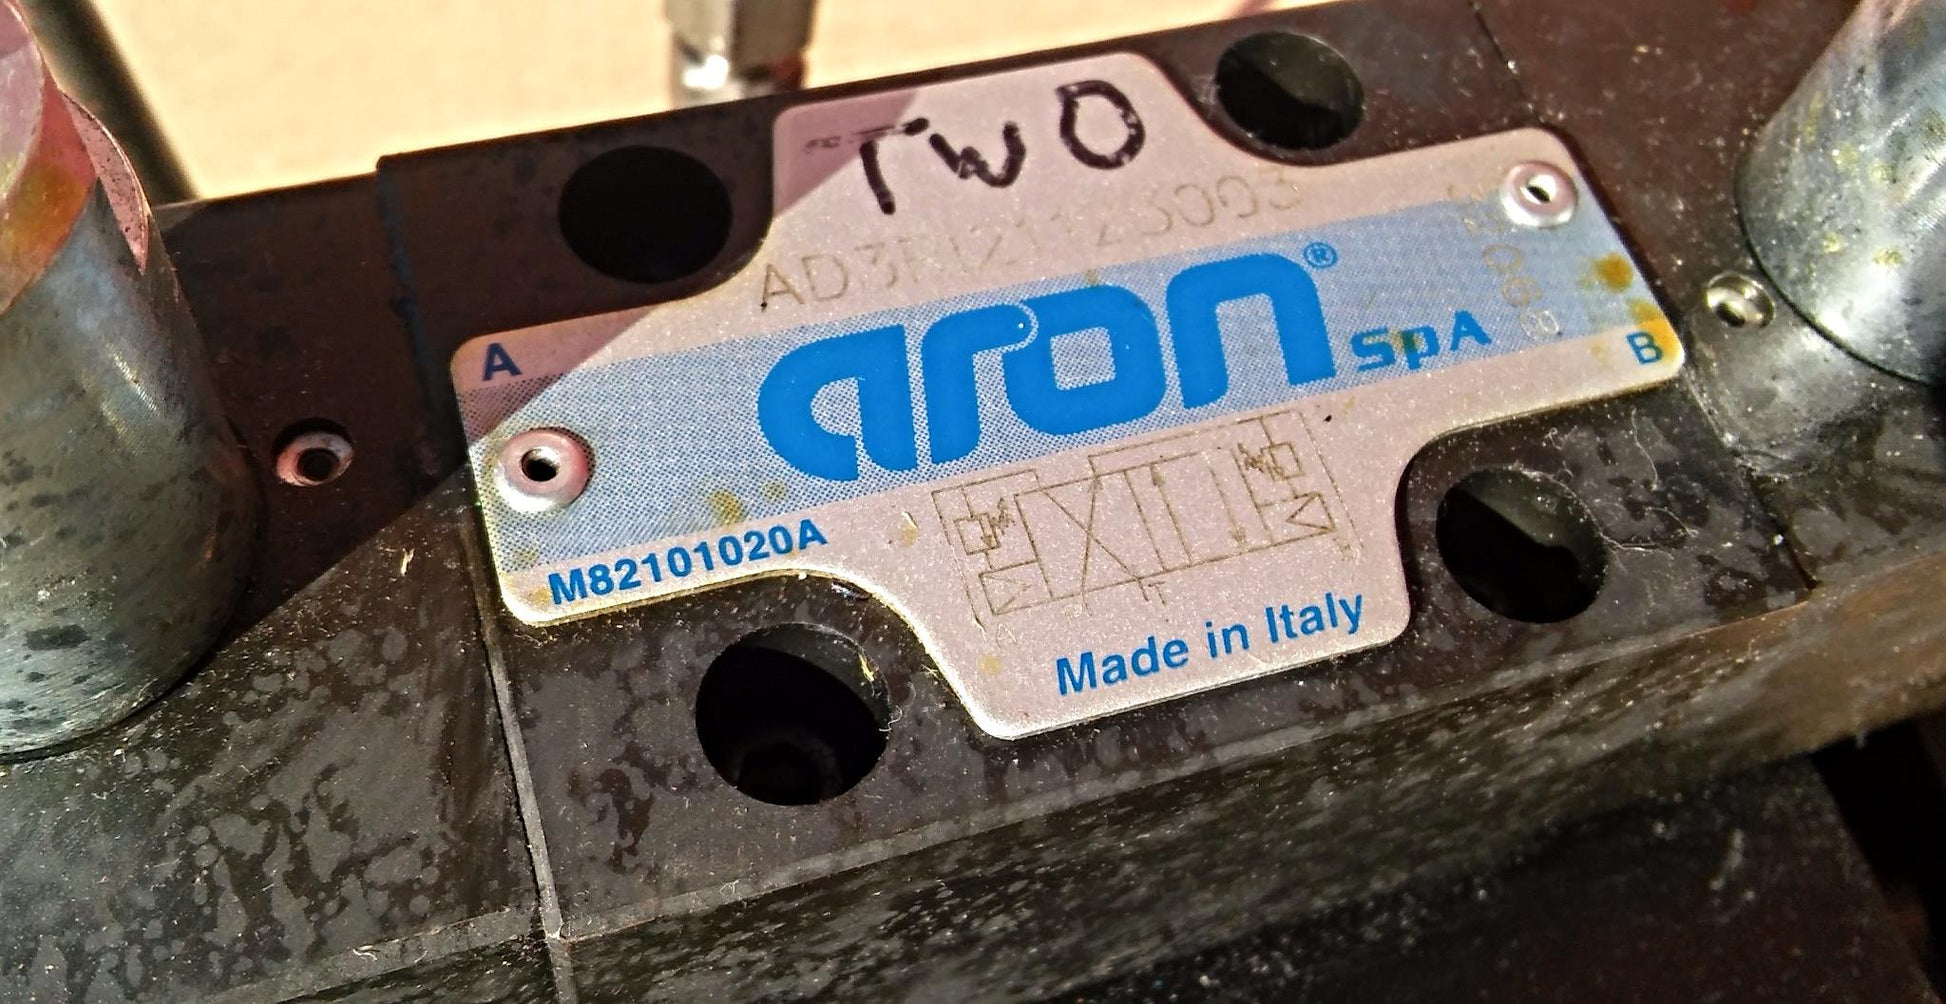 TWO
A
aron® SpA
B
M82101020A
Made in Italy